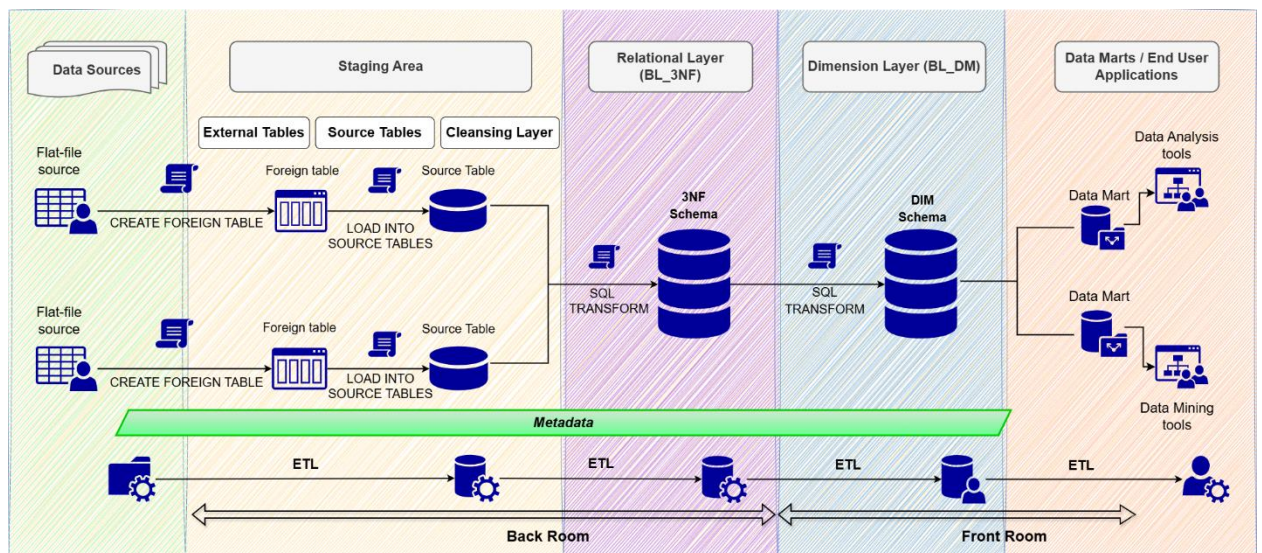 Data Sources
Staging Area
Relational Layer
(BL_3NF)
Dimension Layer (BL_DM)
Data Marts / End User
Applications
External Tables
Source Tables
Cleansing Layer
Flat-file
source
CREATE FOREIGN TABLE
Foreign table
LOAD INTO
SOURCE TABLES
Source Table
Flat-file
source
CREATE FOREIGN TABLE
Foreign table
LOAD INTO
SOURCE TABLES
Source Table
SQL
TRANSFORM
3NF
Schema
SQL
TRANSFORM
DIM
Schema
Data Mart
Data Analysis
tools
Data Mart
Data Mining
tools
Metadata
ETL
ETL
ETL
ETL
Back Room
Front Room